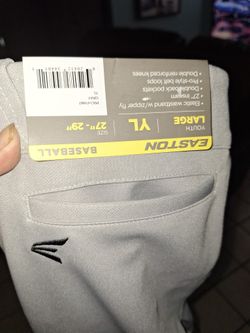 EASTON
BASEBALL
YOUTH
LARGE
YL
SIZE
27" - 29"
• Elastic waistband w/zipper fly
• 27" inseam
• Double back pockets
• Pro-style belt loops
• Double reinforced knees